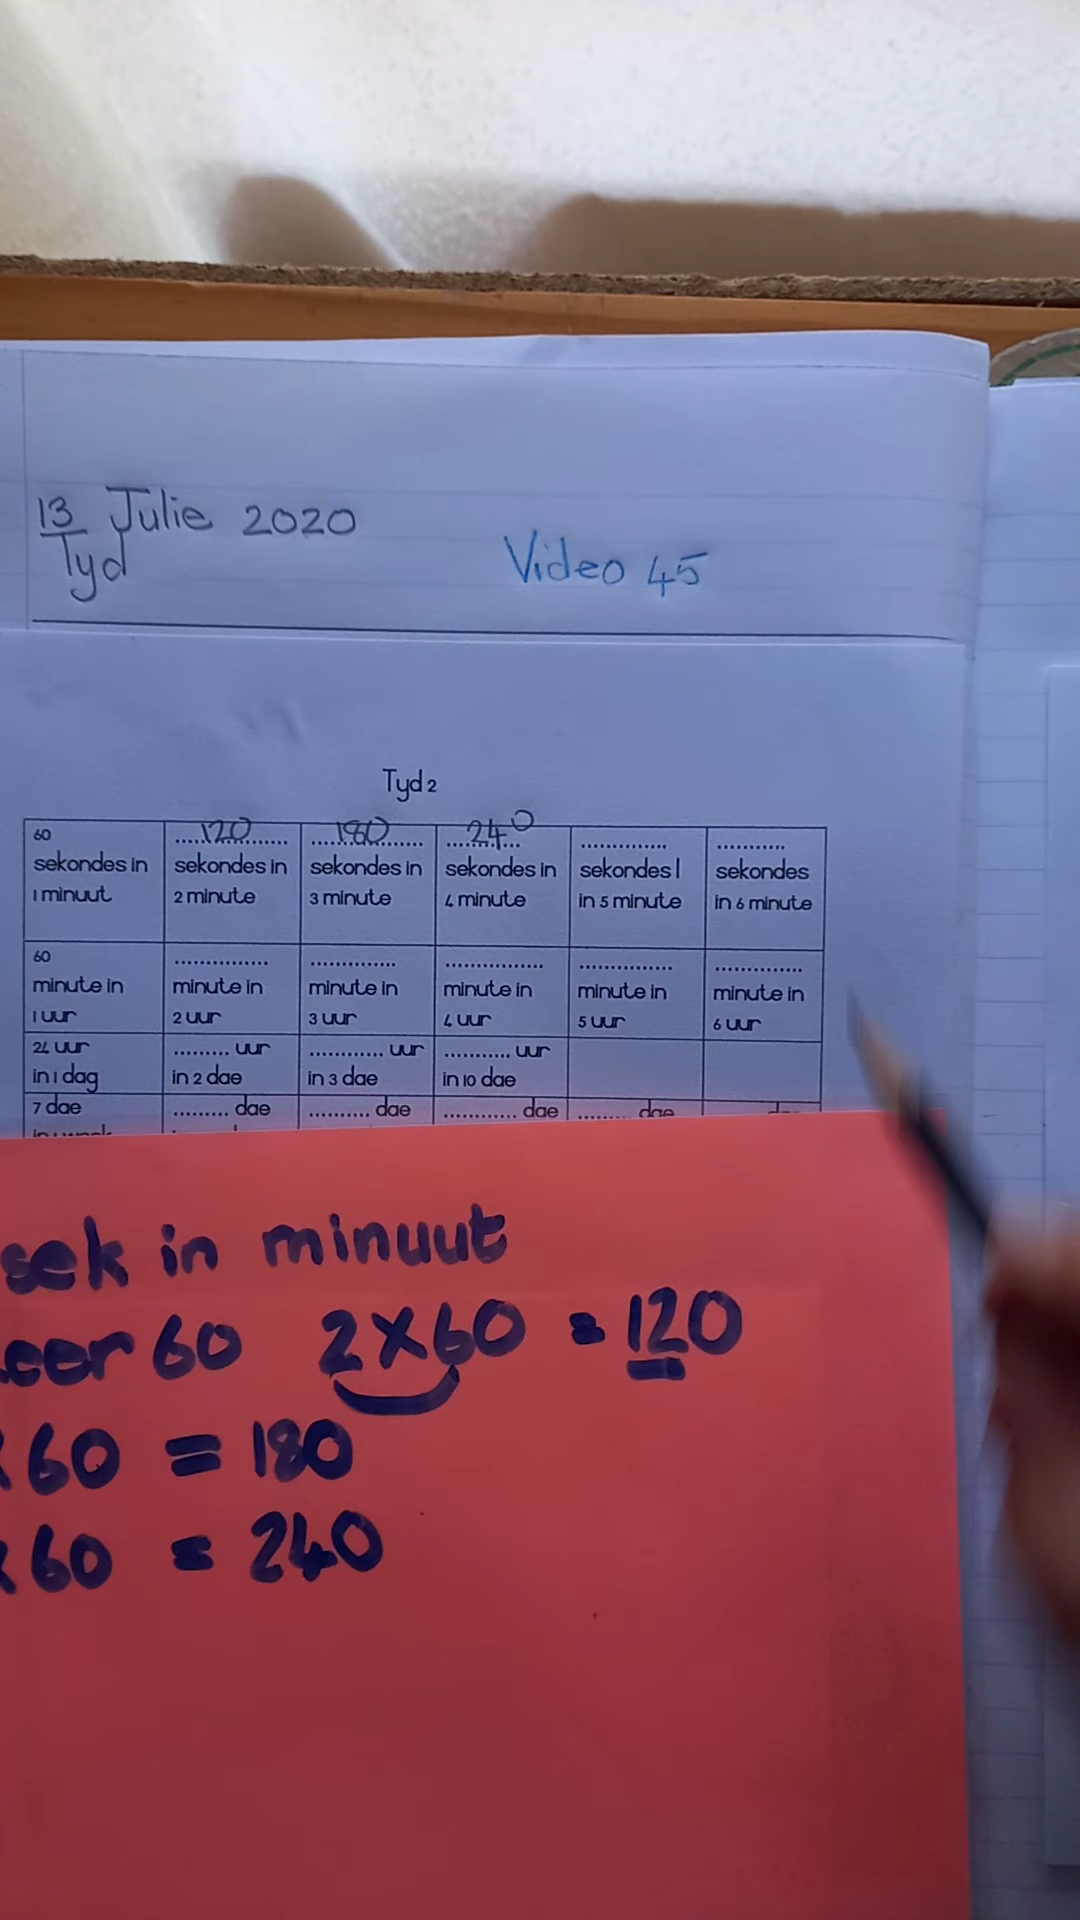 13 Julie 2020
Tyd
Video 45
Tyd 2
60 sekondes in 1 minuut
120 sekondes in 2 minute
180 sekondes in 3 minute
240 sekondes in 4 minute
.............. sekondes | in 5 minute
........... sekondes in 6 minute
60 minute in 1 uur
............... minute in 2 uur
.............. minute in 3 uur
................ minute in 4 uur
............... minute in 5 uur
.............. minute in 6 uur
24 uur in 1 dag
......... uur in 2 dae
............ uur in 3 dae
........... uur in 10 dae
7 dae
......... dae
.......... dae
............ dae
......... dae
sek in minuut
60 2×60 = 120
60 = 180
60 = 240